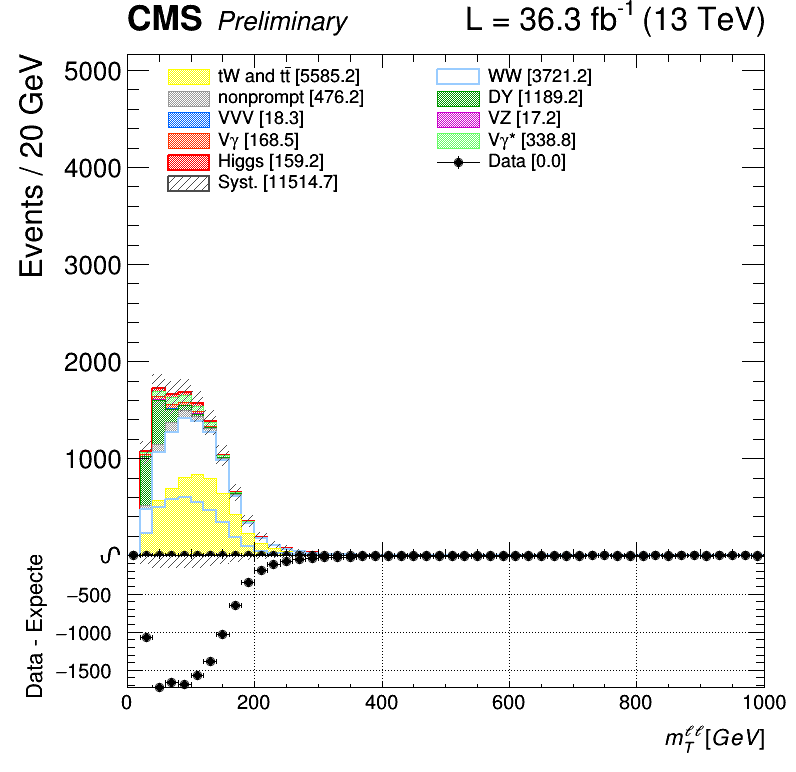 CMS Preliminary L = 36.3 fb⁻¹ (13 TeV)
Events / 20 GeV
5000
4000
3000
2000
1000
0
tW and tt̄ [5585.2]
nonprompt [476.2]
VVV [18.3]
Vγ [168.5]
Higgs [159.2]
Syst. [11514.7]
WW [3721.2]
DY [1189.2]
VZ [17.2]
Vγ* [338.8]
Data [0.0]
Data - Expecte
−500
−1000
−1500
0 200 400 600 800 1000
m_T^ℓℓ[GeV]